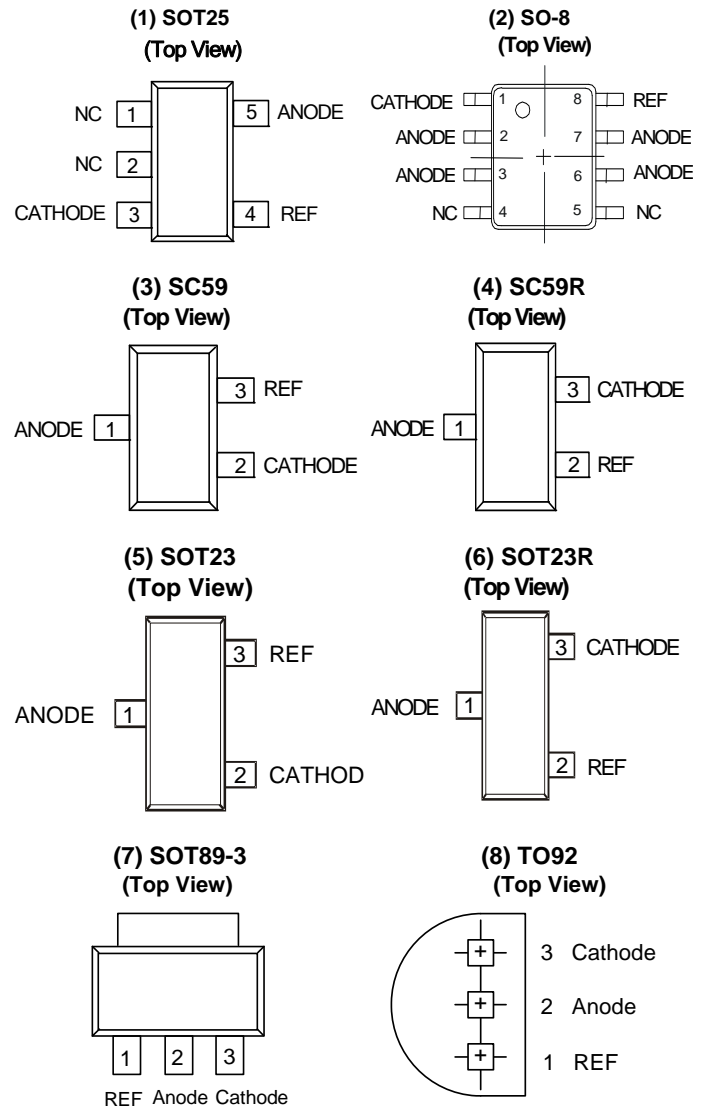 (1) SOT25
(Top View)
NC 1
5 ANODE
NC 2
CATHODE 3
4 REF
(2) SO-8
(Top View)
CATHODE 1
8 REF
ANODE 2
7 ANODE
ANODE 3
6 ANODE
NC 4
5 NC
(3) SC59
(Top View)
3 REF
ANODE 1
2 CATHODE
(4) SC59R
(Top View)
3 CATHODE
ANODE 1
2 REF
(5) SOT23
(Top View)
3 REF
ANODE 1
2 CATHOD
(6) SOT23R
(Top View)
3 CATHODE
ANODE 1
2 REF
(7) SOT89-3
(Top View)
1 2 3
REF Anode Cathode
(8) TO92
(Top View)
3 Cathode
2 Anode
1 REF